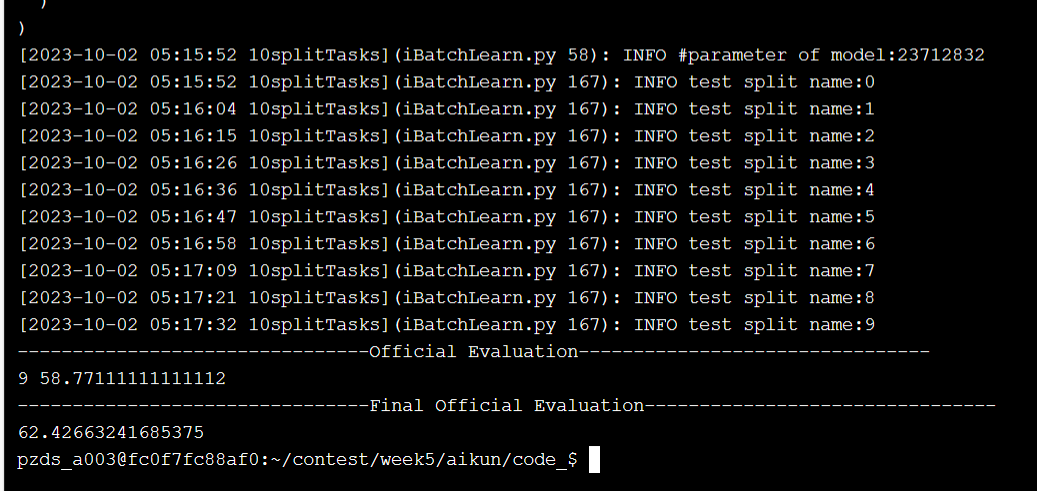 )
)
[2023-10-02 05:15:52 10splitTasks](iBatchLearn.py 58): INFO #parameter of model:23712832
[2023-10-02 05:15:52 10splitTasks](iBatchLearn.py 167): INFO test split name:0
[2023-10-02 05:16:04 10splitTasks](iBatchLearn.py 167): INFO test split name:1
[2023-10-02 05:16:15 10splitTasks](iBatchLearn.py 167): INFO test split name:2
[2023-10-02 05:16:26 10splitTasks](iBatchLearn.py 167): INFO test split name:3
[2023-10-02 05:16:36 10splitTasks](iBatchLearn.py 167): INFO test split name:4
[2023-10-02 05:16:47 10splitTasks](iBatchLearn.py 167): INFO test split name:5
[2023-10-02 05:16:58 10splitTasks](iBatchLearn.py 167): INFO test split name:6
[2023-10-02 05:17:09 10splitTasks](iBatchLearn.py 167): INFO test split name:7
[2023-10-02 05:17:21 10splitTasks](iBatchLearn.py 167): INFO test split name:8
[2023-10-02 05:17:32 10splitTasks](iBatchLearn.py 167): INFO test split name:9
--------------------------------Official Evaluation--------------------------------
9 58.77111111111112
--------------------------------Final Official Evaluation--------------------------------
62.42663241685375
pzds_a003@fc0f7fc88af0:~/contest/week5/aikun/code_$